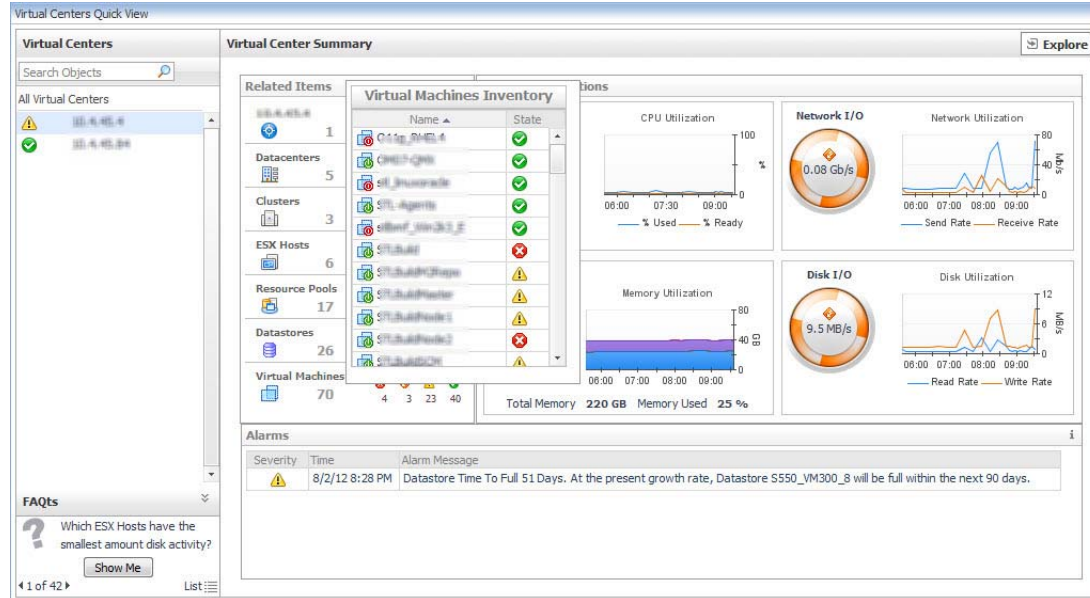 Virtual Centers Quick View
Virtual Centers
Search Objects
All Virtual Centers
FAQts
Which ESX Hosts have the
smallest amount disk activity?
Show Me
1 of 42
List
Virtual Center Summary
Explore
Related Items
1
Datacenters
5
Clusters
3
ESX Hosts
6
Resource Pools
17
Datastores
26
Virtual Machines
70
4 3 23 40
Virtual Machines Inventory
Name State
CPU Utilization
100
%
0
06:00 07:30 09:00
% Used % Ready
Network I/O
0.08 Gb/s
Network Utilization
80
40
0
Mb/s
06:00 07:00 08:00 09:00
Send Rate Receive Rate
Memory Utilization
80
40
0
GB
06:00 07:00 08:00 09:00
Total Memory 220 GB Memory Used 25 %
Disk I/O
9.5 MB/s
Disk Utilization
12
6
0
MB/s
06:00 07:00 08:00 09:00
Read Rate Write Rate
Alarms
i
Severity Time Alarm Message
8/2/12 8:28 PM Datastore Time To Full 51 Days. At the present growth rate, Datastore S550_VM300_8 will be full within the next 90 days.